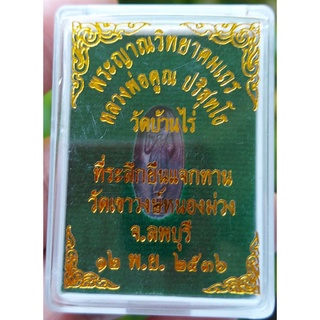 พระญาณวิทยาคมเถร
หลวงพ่อคูณ ปริสุทโธ
วัดบ้านไร่
ที่ระลึกยืนแจกทาน
วัดเขาวงษ์หนองม่วง
จ.ลพบุรี
๑๒ พ.ย. ๒๕๓๖